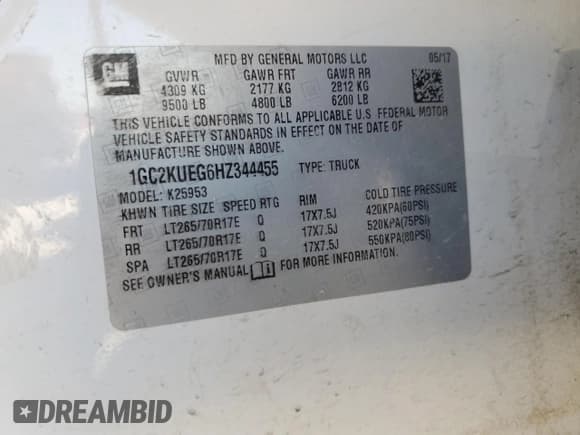 GM MFD BY GENERAL MOTORS LLC 05/17
GVWR GAWR FRT GAWR RR
4309 KG 2177 KG 2812 KG
9500 LB 4800 LB 6200 LB
THIS VEHICLE CONFORMS TO ALL APPLICABLE U.S. FEDERAL MOTOR
VEHICLE SAFETY STANDARDS IN EFFECT ON THE DATE OF
MANUFACTURE SHOWN ABOVE.
1GC2KUEG6HZ344455 TYPE: TRUCK
MODEL: K25953
KHWN TIRE SIZE SPEED RTG RIM COLD TIRE PRESSURE
FRT LT265/70R17E Q 17X7.5J 420KPA(60PSI)
RR LT265/70R17E Q 17X7.5J 520KPA(75PSI)
SPA LT265/70R17E Q 17X7.5J 550KPA(80PSI)
SEE OWNER'S MANUAL FOR MORE INFORMATION.
DREAMBID